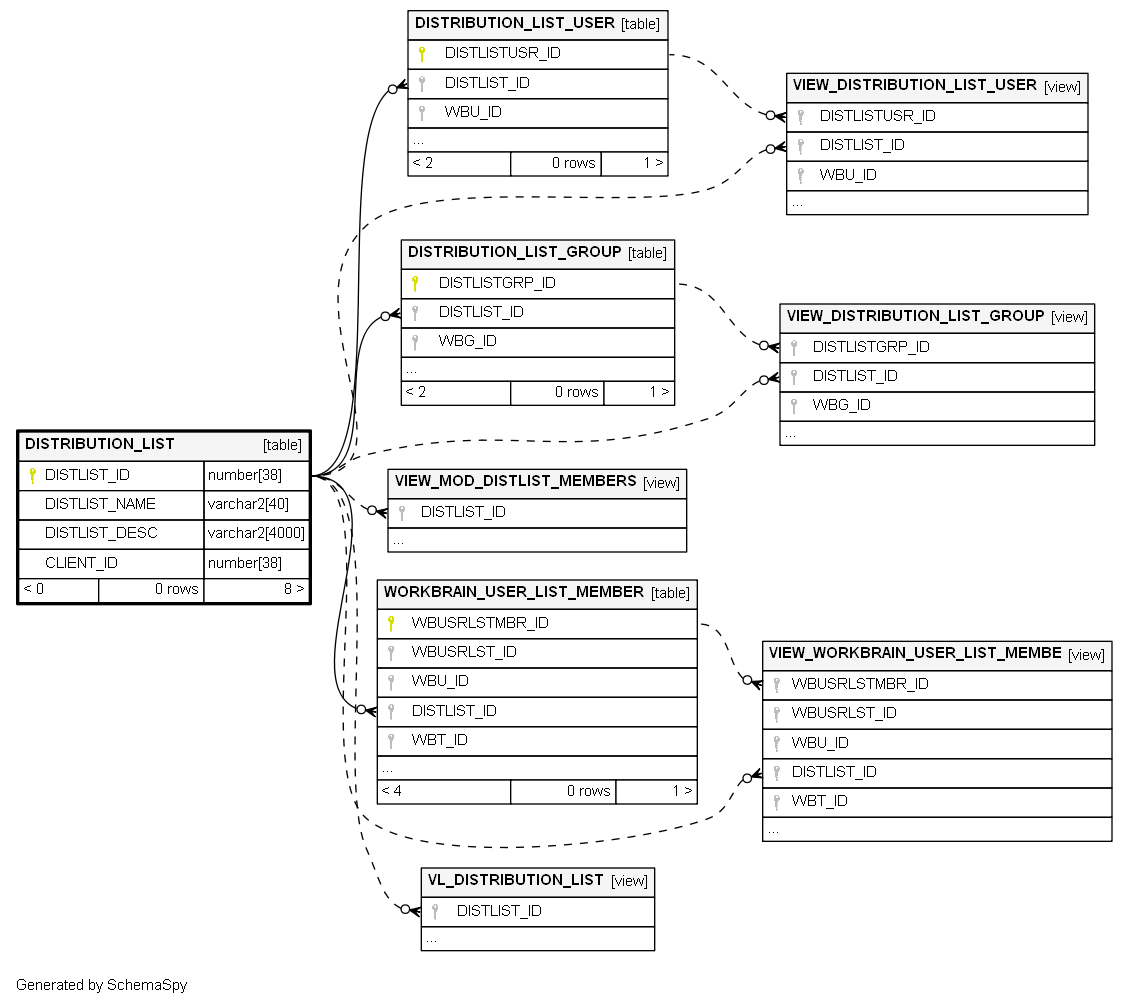 DISTRIBUTION_LIST_USER [table]
DISTLISTUSR_ID
DISTLIST_ID
WBU_ID
...
< 2 0 rows 1 >
VIEW_DISTRIBUTION_LIST_USER [view]
DISTLISTUSR_ID
DISTLIST_ID
WBU_ID
...
DISTRIBUTION_LIST_GROUP [table]
DISTLISTGRP_ID
DISTLIST_ID
WBG_ID
...
< 2 0 rows 1 >
VIEW_DISTRIBUTION_LIST_GROUP [view]
DISTLISTGRP_ID
DISTLIST_ID
WBG_ID
...
DISTRIBUTION_LIST [table]
DISTLIST_ID number[38]
DISTLIST_NAME varchar2[40]
DISTLIST_DESC varchar2[4000]
CLIENT_ID number[38]
< 0 0 rows 8 >
VIEW_MOD_DISTLIST_MEMBERS [view]
DISTLIST_ID
...
WORKBRAIN_USER_LIST_MEMBER [table]
WBUSRLSTMBR_ID
WBUSRLST_ID
WBU_ID
DISTLIST_ID
WBT_ID
...
< 4 0 rows 1 >
VIEW_WORKBRAIN_USER_LIST_MEMBE [view]
WBUSRLSTMBR_ID
WBUSRLST_ID
WBU_ID
DISTLIST_ID
WBT_ID
...
VL_DISTRIBUTION_LIST [view]
DISTLIST_ID
...
Generated by SchemaSpy